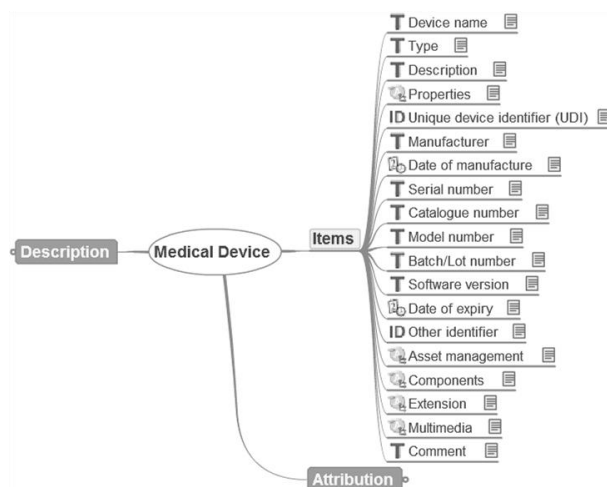 T Device name
T Type
T Description
Properties
ID Unique device identifier (UDI)
T Manufacturer
Date of manufacture
T Serial number
T Catalogue number
T Model number
T Batch/Lot number
T Software version
Date of expiry
ID Other identifier
Asset management
Components
Extension
Multimedia
T Comment
Items
Description
Medical Device
Attribution